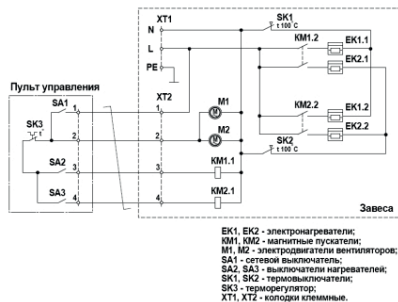 XT1
N
L
PE
SK1
t 100˚C
KM1.2
EK1.1
EK2.1
KM2.2
EK1.2
EK2.2
SK2
t 100˚C
Пульт управления
SA1
1
XT2
1
M1
SK3
t˚
2
2
M2
SA2
3
3
KM1.1
SA3
4
4
KM2.1
Завеса
EK1, EK2 - электронагреватели;
KM1, KM2 - магнитные пускатели;
M1, M2 - электродвигатели вентиляторов;
SA1 - сетевой выключатель;
SA2, SA3 - выключатели нагревателей;
SK1, SK2 - термовыключатели;
SK3 - терморегулятор;
XT1, XT2 - колодки клеммные.